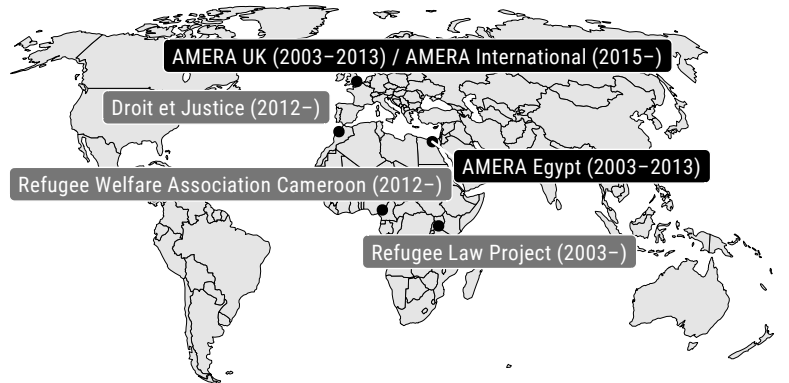 AMERA UK (2003–2013) / AMERA International (2015–)
Droit et Justice (2012–)
AMERA Egypt (2003–2013)
Refugee Welfare Association Cameroon (2012–)
Refugee Law Project (2003–)